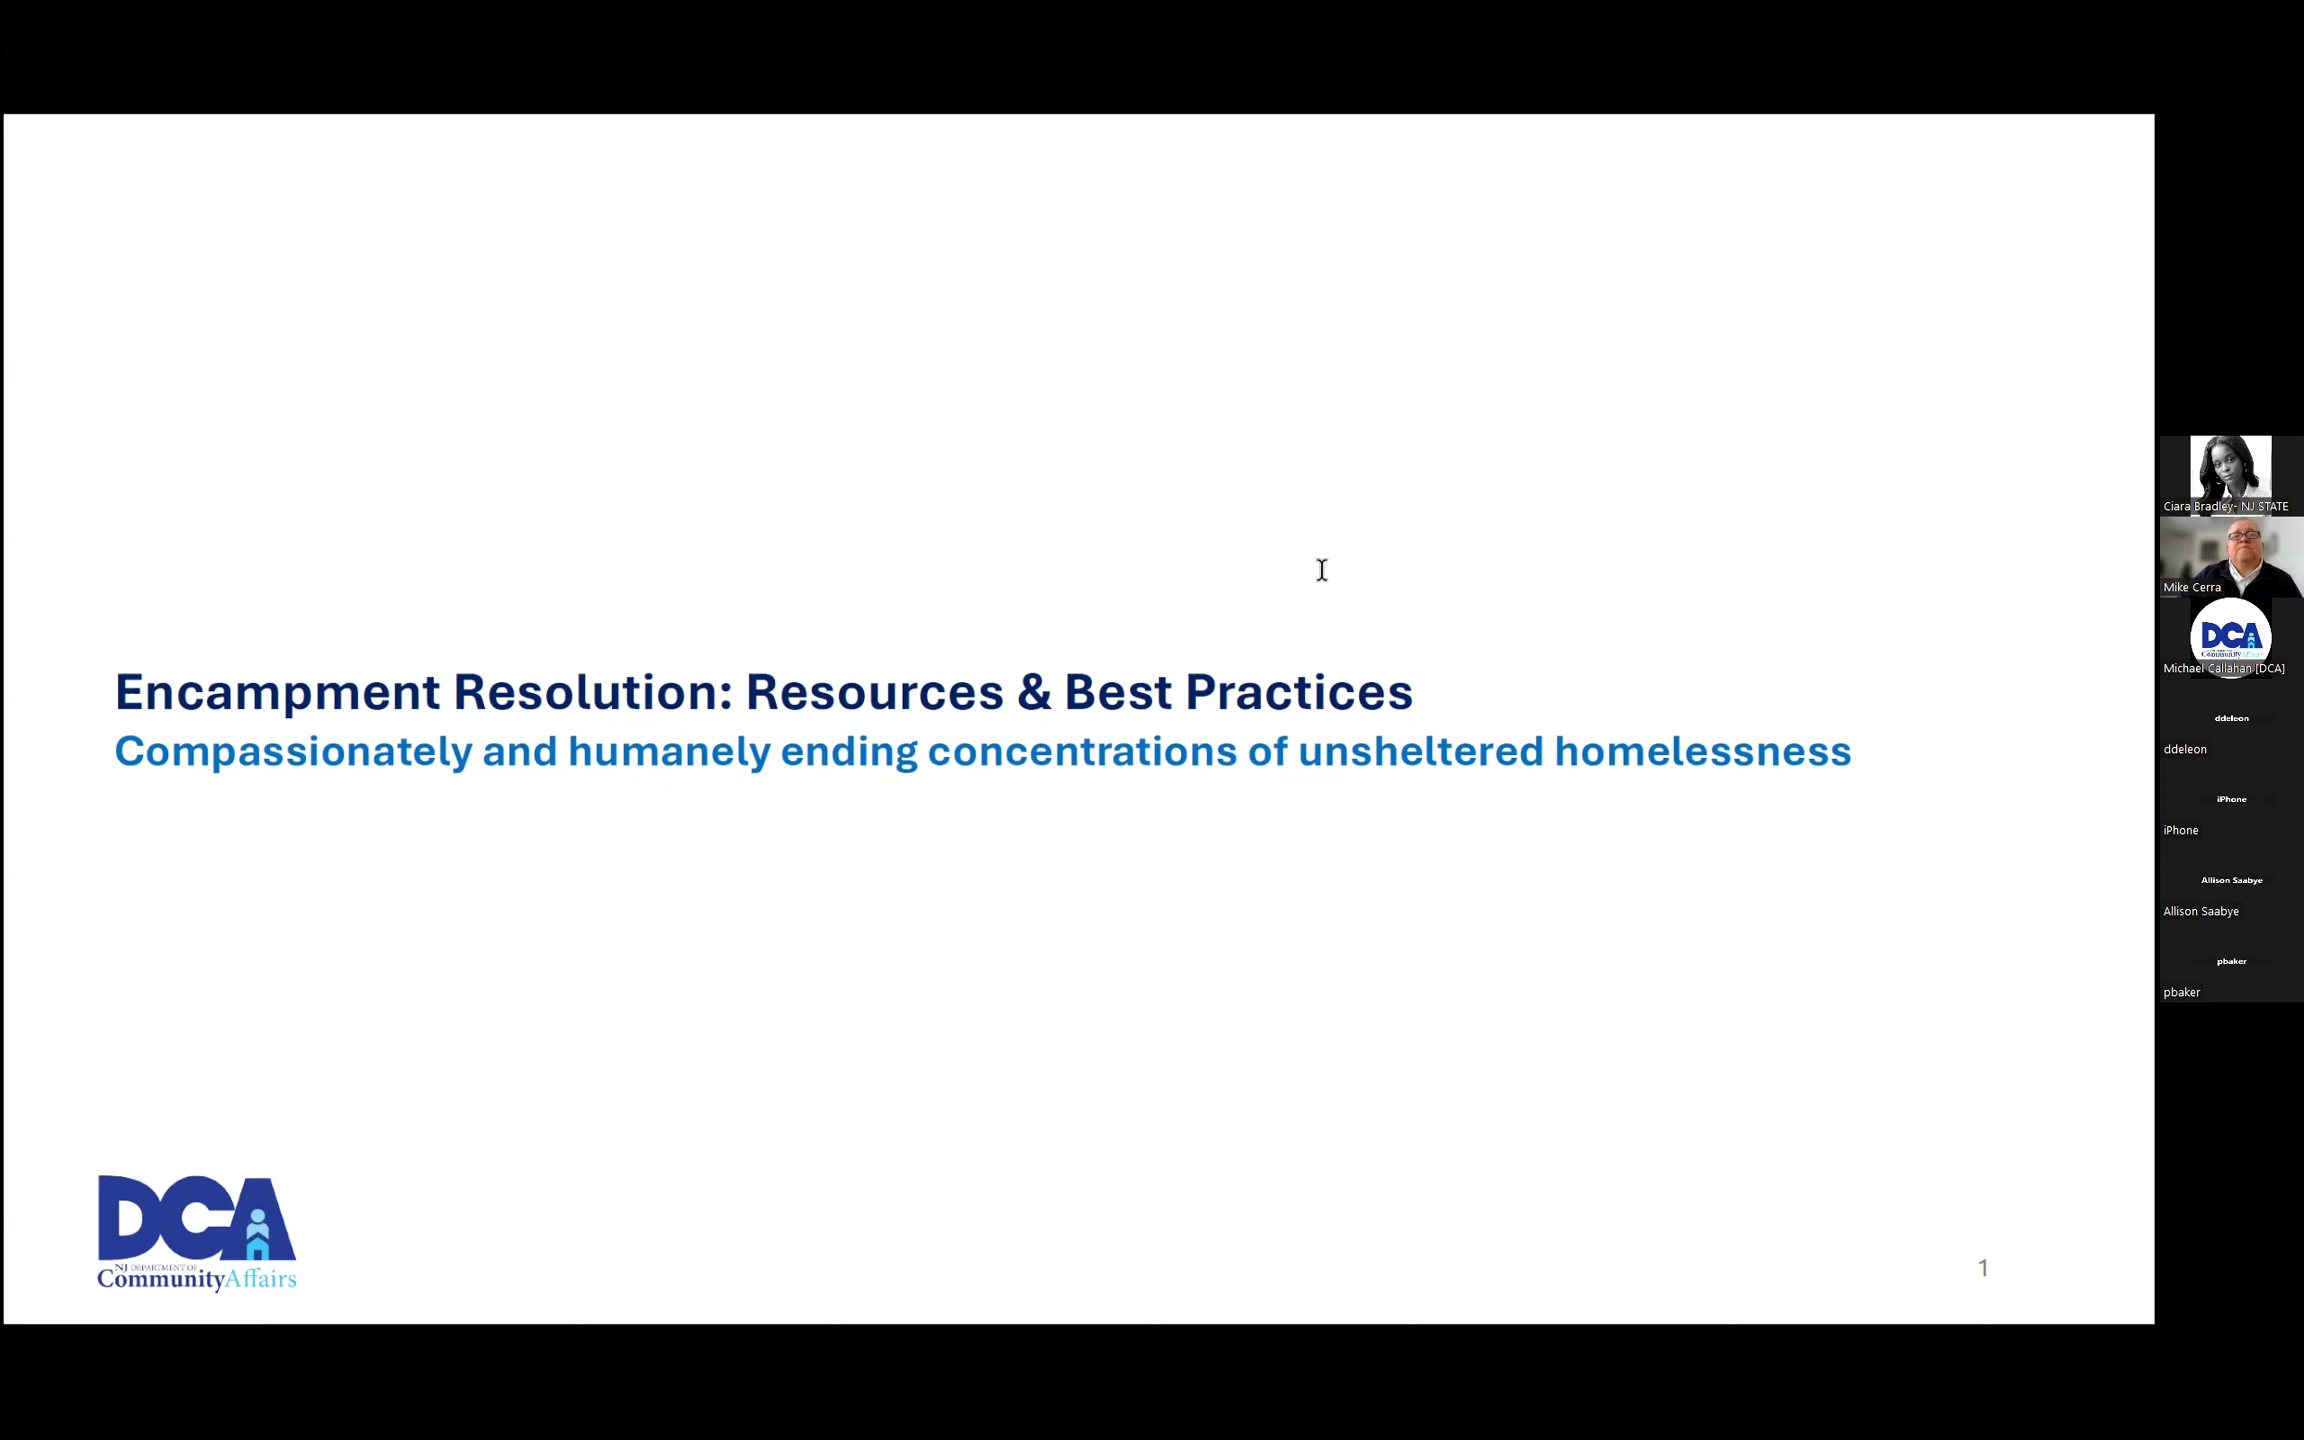 Encampment Resolution: Resources & Best Practices
Compassionately and humanely ending concentrations of unsheltered homelessness
DCA
NJ DEPARTMENT OF
CommunityAffairs
1
Ciara Bradley- NJ STATE
Mike Cerra
DCA
CommunityAffairs
Michael Callahan [DCA]
ddeleon
ddeleon
iPhone
iPhone
Allison Saabye
Allison Saabye
pbaker
pbaker